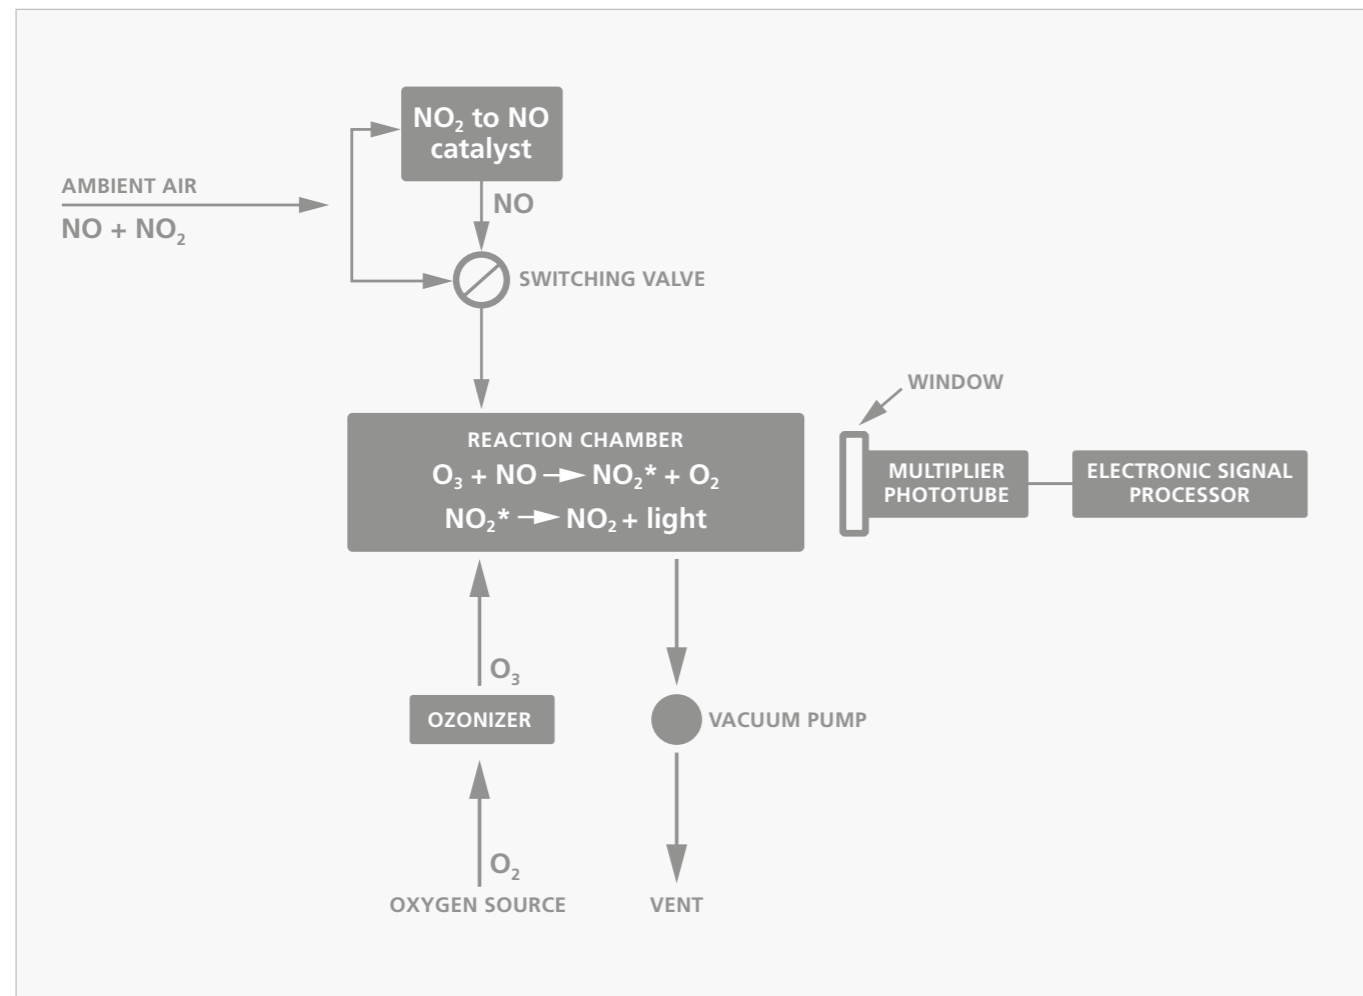 NO₂ to NO
catalyst
AMBIENT AIR
NO + NO₂
NO
SWITCHING VALVE
WINDOW
REACTION CHAMBER
O₃ + NO → NO₂* + O₂
NO₂* → NO₂ + light
MULTIPLIER
PHOTOTUBE
ELECTRONIC SIGNAL
PROCESSOR
O₃
OZONIZER
VACUUM PUMP
O₂
OXYGEN SOURCE
VENT